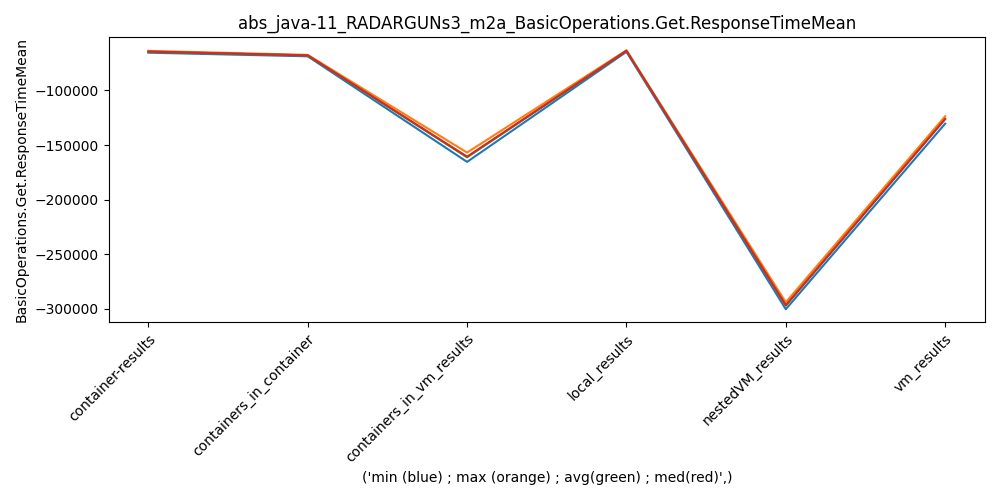 abs_java-11_RADARGUNs3_m2a_BasicOperations.Get.ResponseTimeMean
BasicOperations.Get.ResponseTimeMean
−100000
−150000
−200000
−250000
−300000
container-results
containers_in_container
containers_in_vm_results
local_results
nestedVM_results
vm_results
('min (blue) ; max (orange) ; avg(green) ; med(red)',)